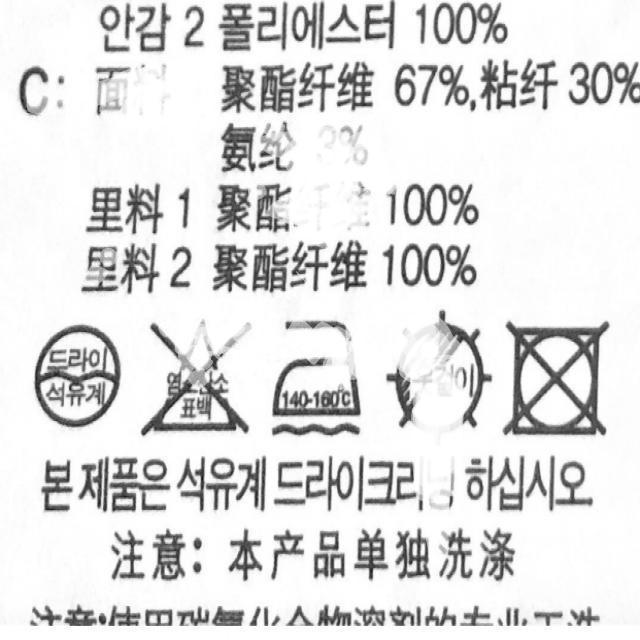 안감 2 폴리에스터 100%
C: 面料 聚酯纤维 67%,粘纤 30%
氨纶 3%
里料 1 聚酯纤维 100%
里料 2 聚酯纤维 100%
드라이
석유계
염소산소
표백
140-160℃
본 제품은 석유계 드라이크리닝 하십시오.
注意：本产品单独洗涤